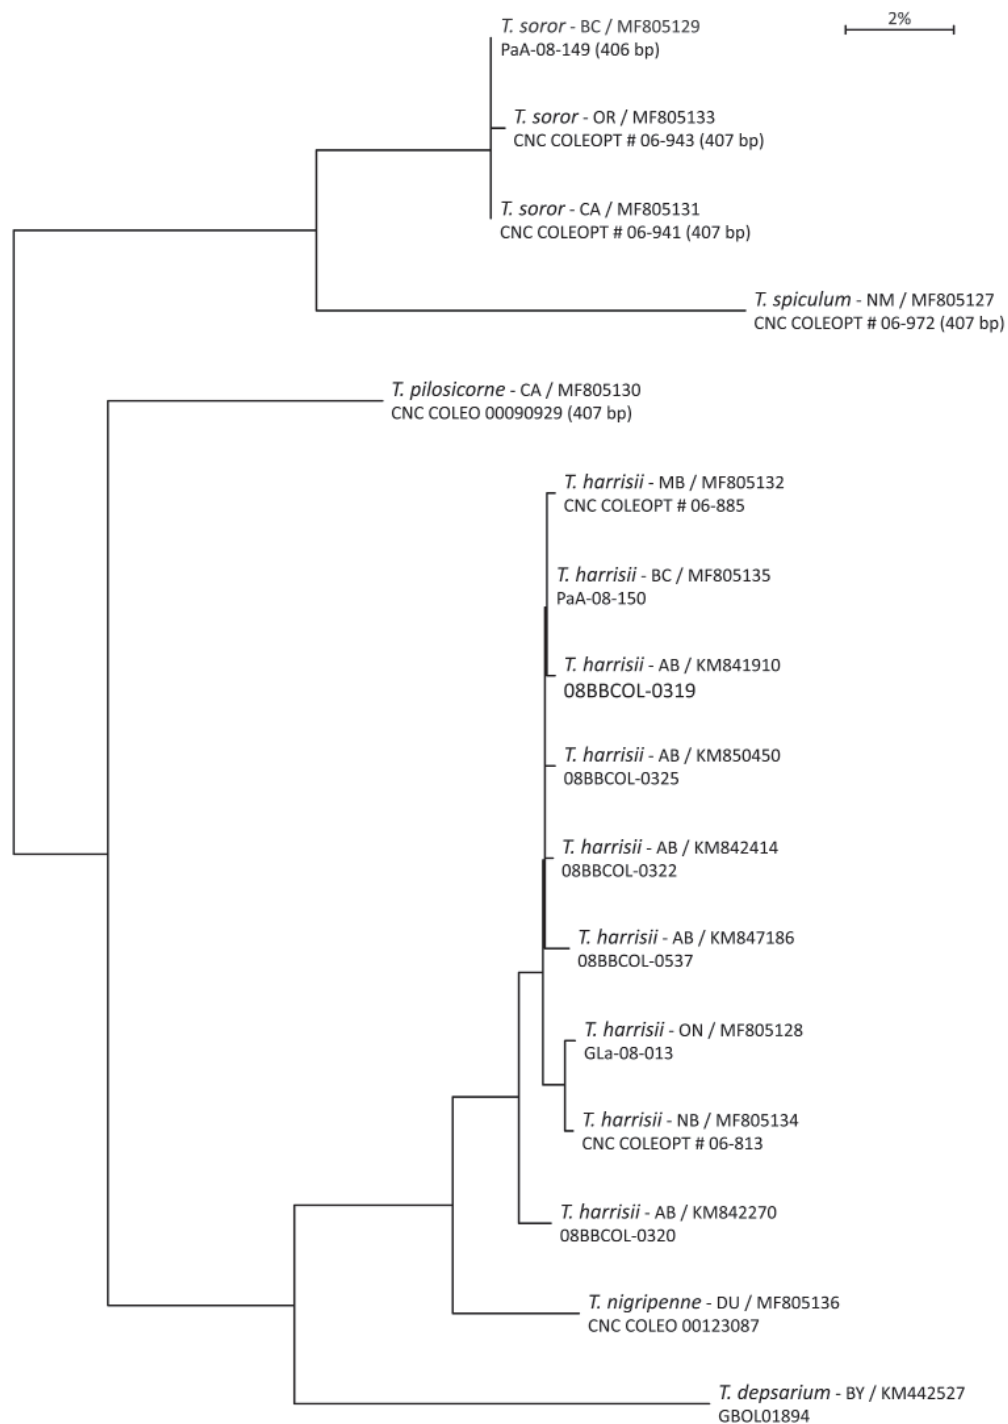 T. soror - BC / MF805129
2%
PaA-08-149 (406 bp)
T. soror - OR / MF805133
CNC COLEOPT # 06-943 (407 bp)
T. soror - CA / MF805131
CNC COLEOPT # 06-941 (407 bp)
T. spiculum - NM / MF805127
CNC COLEOPT # 06-972 (407 bp)
T. pilosicorne - CA / MF805130
CNC COLEO 00090929 (407 bp)
T. harrisii - MB / MF805132
CNC COLEOPT # 06-885
T. harrisii - BC / MF805135
PaA-08-150
T. harrisii - AB / KM841910
08BBCOL-0319
T. harrisii - AB / KM850450
08BBCOL-0325
T. harrisii - AB / KM842414
08BBCOL-0322
T. harrisii - AB / KM847186
08BBCOL-0537
T. harrisii - ON / MF805128
GLa-08-013
T. harrisii - NB / MF805134
CNC COLEOPT # 06-813
T. harrisii - AB / KM842270
08BBCOL-0320
T. nigripenne - DU / MF805136
CNC COLEO 00123087
T. depsarium - BY / KM442527
GBOL01894